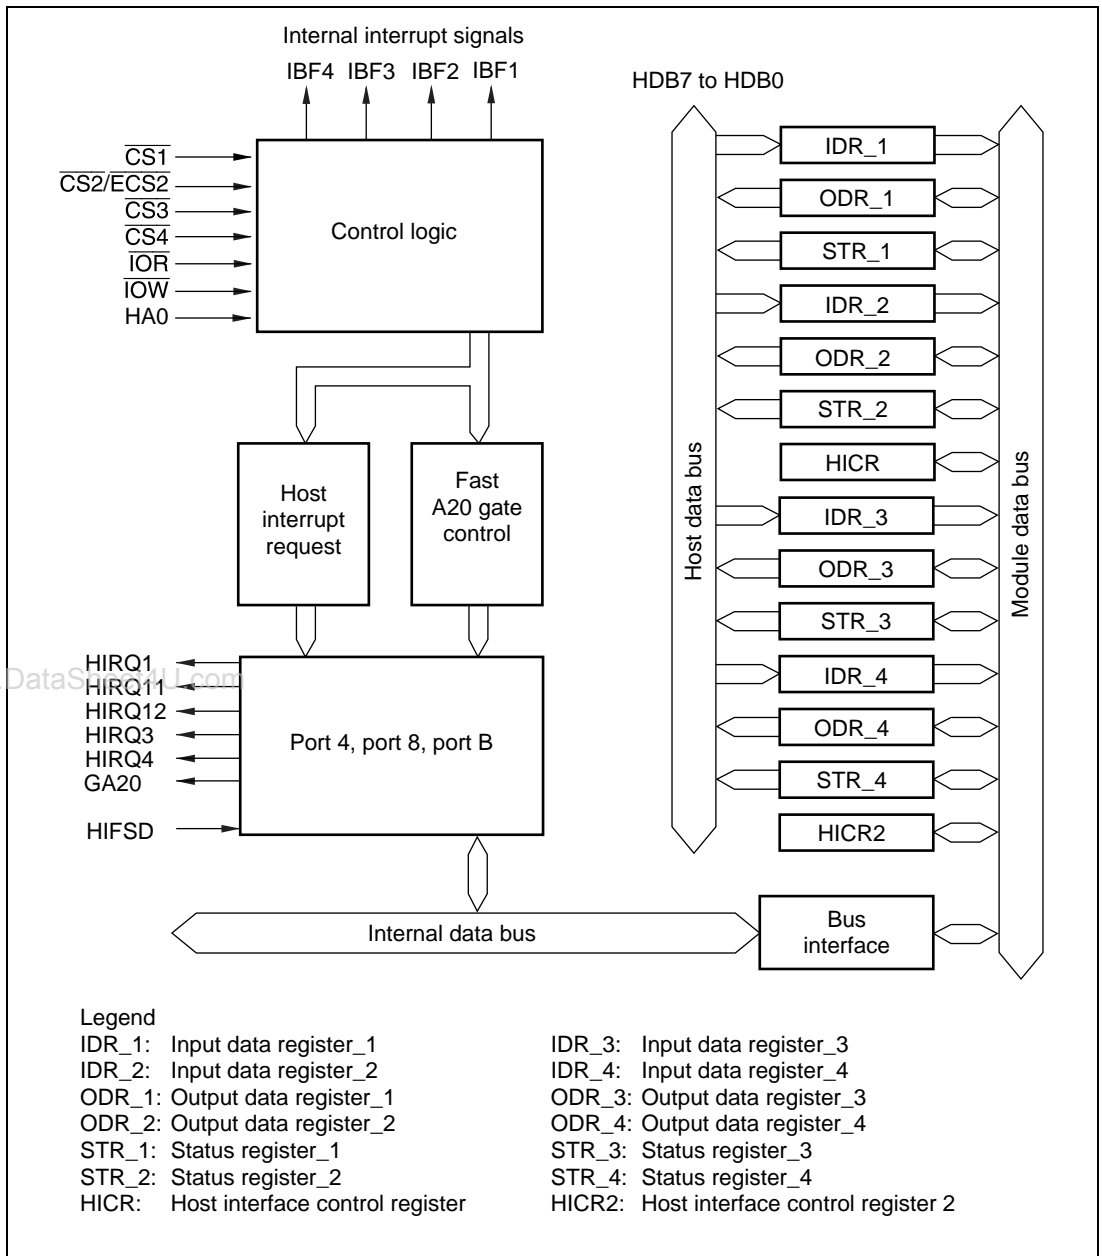 Internal interrupt signals
IBF4 IBF3 IBF2 IBF1
CS1
CS2/ECS2
CS3
CS4
IOR
IOW
HA0
Control logic
Host
interrupt
request
Fast
A20 gate
control
HIRQ1
HIRQ11
HIRQ12
HIRQ3
HIRQ4
GA20
HIFSD
Port 4, port 8, port B
.DataSheet4U.com
HDB7 to HDB0
Host data bus
IDR_1
ODR_1
STR_1
IDR_2
ODR_2
STR_2
HICR
IDR_3
ODR_3
STR_3
IDR_4
ODR_4
STR_4
HICR2
Module data bus
Internal data bus
Bus
interface
Legend
IDR_1: Input data register_1
IDR_2: Input data register_2
ODR_1: Output data register_1
ODR_2: Output data register_2
STR_1: Status register_1
STR_2: Status register_2
HICR: Host interface control register
IDR_3: Input data register_3
IDR_4: Input data register_4
ODR_3: Output data register_3
ODR_4: Output data register_4
STR_3: Status register_3
STR_4: Status register_4
HICR2: Host interface control register 2